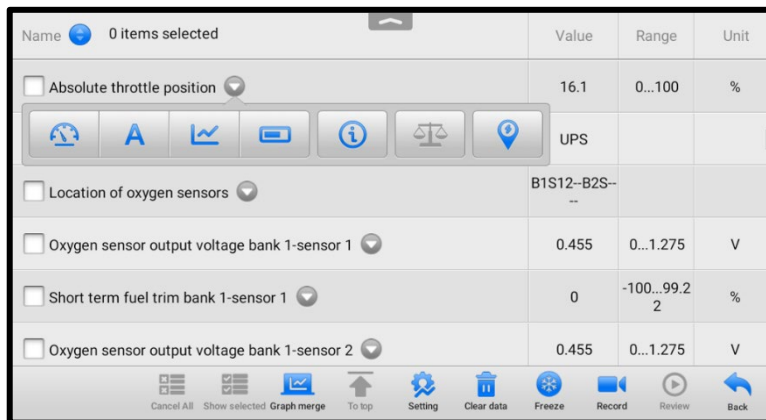 Name 0 items selected Value Range Unit
Absolute throttle position 16.1 0...100 %
A
UPS
Location of oxygen sensors B1S12--B2S--
--
Oxygen sensor output voltage bank 1-sensor 1 0.455 0...1.275 V
Short term fuel trim bank 1-sensor 1 0 -100...99.2
2 %
Oxygen sensor output voltage bank 1-sensor 2 0.455 0...1.275 V
Cancel All Show selected Graph merge To top Setting Clear data Freeze Record Review Back